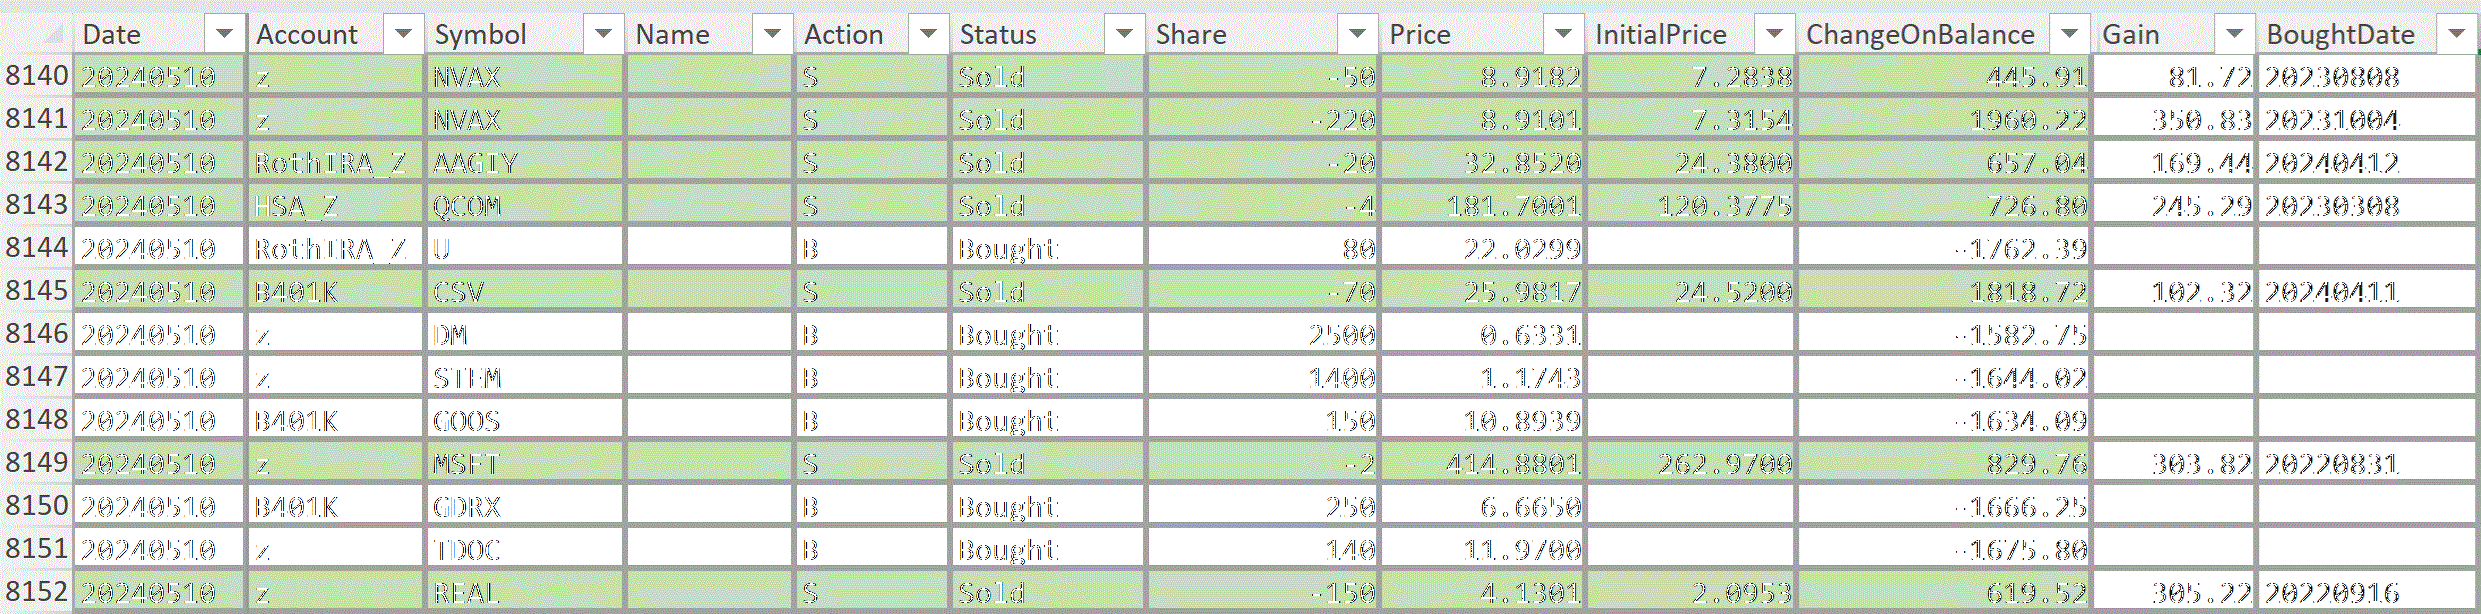 Date Account Symbol Name Action Status Share Price InitialPrice ChangeOnBalance Gain BoughtDate
8140 20240510 z NVAX S Sold -50 8.9182 7.2838 445.91 81.72 20230808
8141 20240510 z NVAX S Sold -220 8.9101 7.3154 1960.22 350.83 20231004
8142 20240510 RothIRA_Z AAGIY S Sold -20 32.8520 24.3800 657.04 169.44 20240412
8143 20240510 HSA_Z QCOM S Sold -4 181.7001 120.3775 726.80 245.29 20230308
8144 20240510 RothIRA_Z U B Bought 80 22.0299 -1762.39
8145 20240510 B401K CSV S Sold -70 25.9817 24.5200 1818.72 102.32 20240411
8146 20240510 z DM B Bought 2500 0.6331 -1582.75
8147 20240510 z STEM B Bought 1400 1.1743 -1644.02
8148 20240510 B401K GOOS B Bought 150 10.8939 -1634.09
8149 20240510 z MSFT S Sold -2 414.8801 262.9700 829.76 303.82 20220831
8150 20240510 B401K GDRX B Bought 250 6.6650 -1666.25
8151 20240510 z TDOC B Bought 140 11.9700 -1675.80
8152 20240510 z REAL S Sold -150 4.1301 2.0953 619.52 305.22 20220916